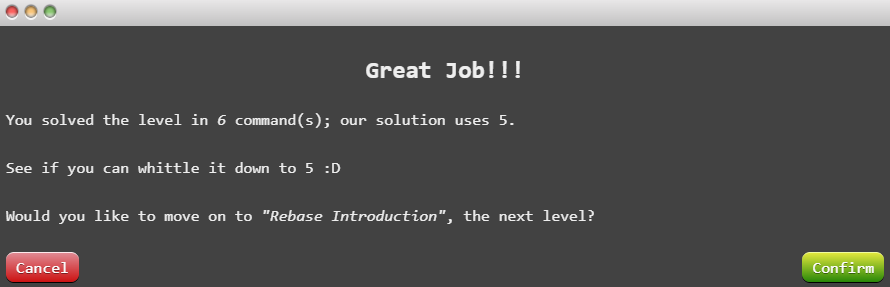 Great Job!!!
You solved the level in 6 command(s); our solution uses 5.
See if you can whittle it down to 5 :D
Would you like to move on to "Rebase Introduction", the next level?
Cancel
Confirm